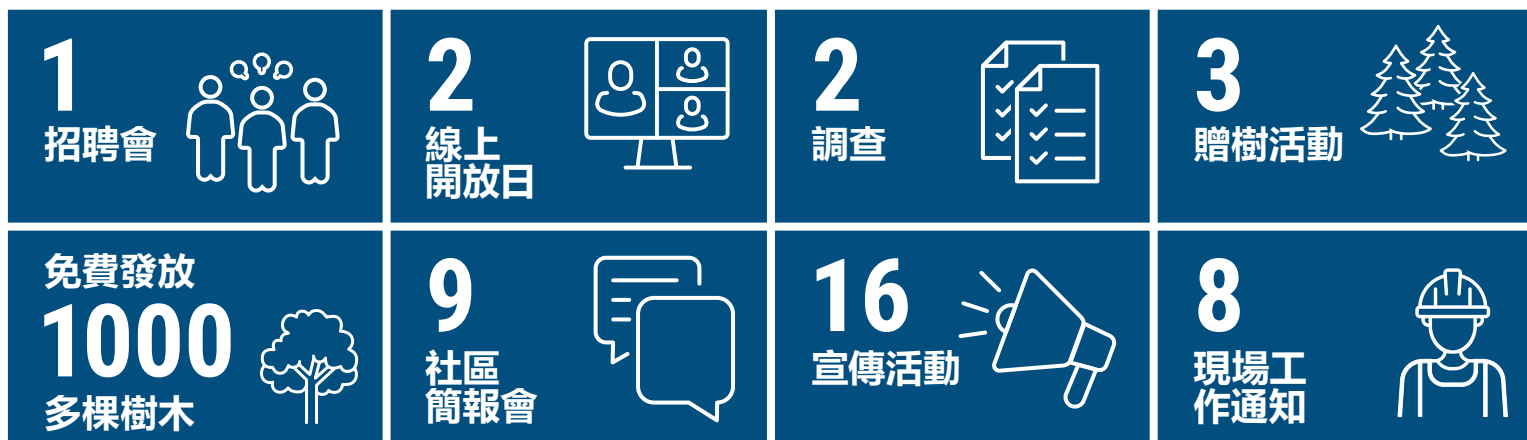 1
招聘會
2
線上
開放日
2
調查
3
贈樹活動
免費發放
1000
多棵樹木
9
社區
簡報會
16
宣傳活動
8
現場工
作通知